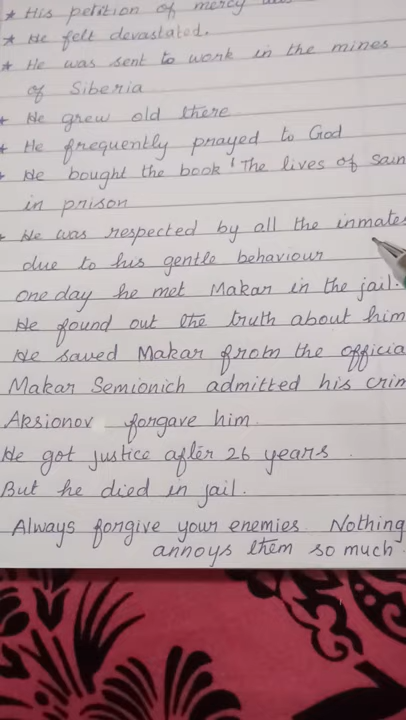 * His petition of mercy
* He felt devastated.
* He was sent to work in the mines
of Siberia
* He grew old there
* He frequently prayed to God
* He bought the book 'The lives of
in prison
* He was respected by all the inmates
due to his gentle behaviour
one day he met Makar in the jail.
He found out the truth about him
He saved Makar from the
Makar Semionich admitted his
Aksionov forgave him.
He got justice after 26 years.
But he died in jail.
Always forgive your enemies. Nothing
annoys them so much.